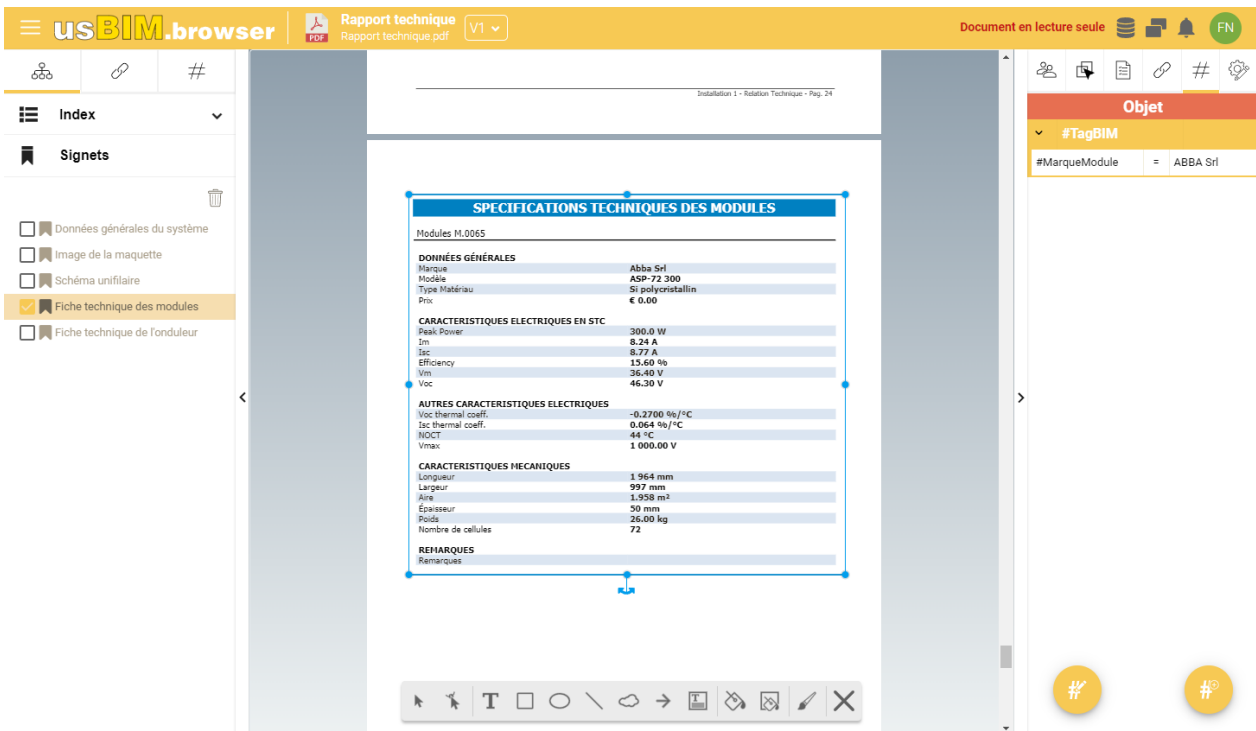 usBIM.browser
PDF
Rapport technique
Rapport technique.pdf
V1
Document en lecture seule
FN
Index
Signets
Données générales du système
Image de la maquette
Schéma unifilaire
Fiche technique des modules
Fiche technique de l'onduleur
Installation 1 - Relation Technique - Pag. 24
SPECIFICATIONS TECHNIQUES DES MODULES
Modules M.0065
DONNÉES GÉNÉRALES
Marque Abba Srl
Modèle ASP-72 300
Type Matériau Si polycristallin
Prix € 0.00
CARACTERISTIQUES ELECTRIQUES EN STC
Peak Power 300.0 W
Im 8.24 A
Isc 8.77 A
Efficiency 15.60 %
Vm 36.40 V
Voc 46.30 V
AUTRES CARACTERISTIQUES ELECTRIQUES
Voc thermal coeff. -0.2700 %/°C
Isc thermal coeff. 0.064 %/°C
NOCT 44 °C
Vmax 1 000.00 V
CARACTERISTIQUES MECANIQUES
Longueur 1 964 mm
Largeur 997 mm
Aire 1.958 m²
Épaisseur 50 mm
Poids 26.00 kg
Nombre de cellules 72
REMARQUES
Remarques
T
T
Objet
#TagBIM
#MarqueModule = ABBA Srl